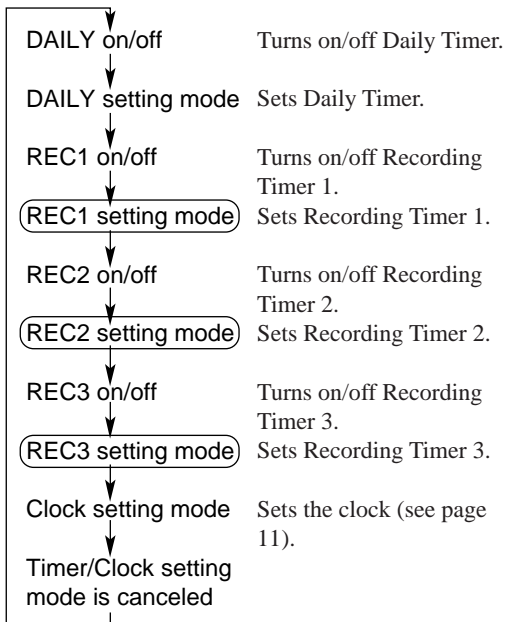 DAILY on/off Turns on/off Daily Timer.
DAILY setting mode Sets Daily Timer.
REC1 on/off Turns on/off Recording
Timer 1.
REC1 setting mode Sets Recording Timer 1.
REC2 on/off Turns on/off Recording
Timer 2.
REC2 setting mode Sets Recording Timer 2.
REC3 on/off Turns on/off Recording
Timer 3.
REC3 setting mode Sets Recording Timer 3.
Clock setting mode Sets the clock (see page
11).
Timer/Clock setting
mode is canceled